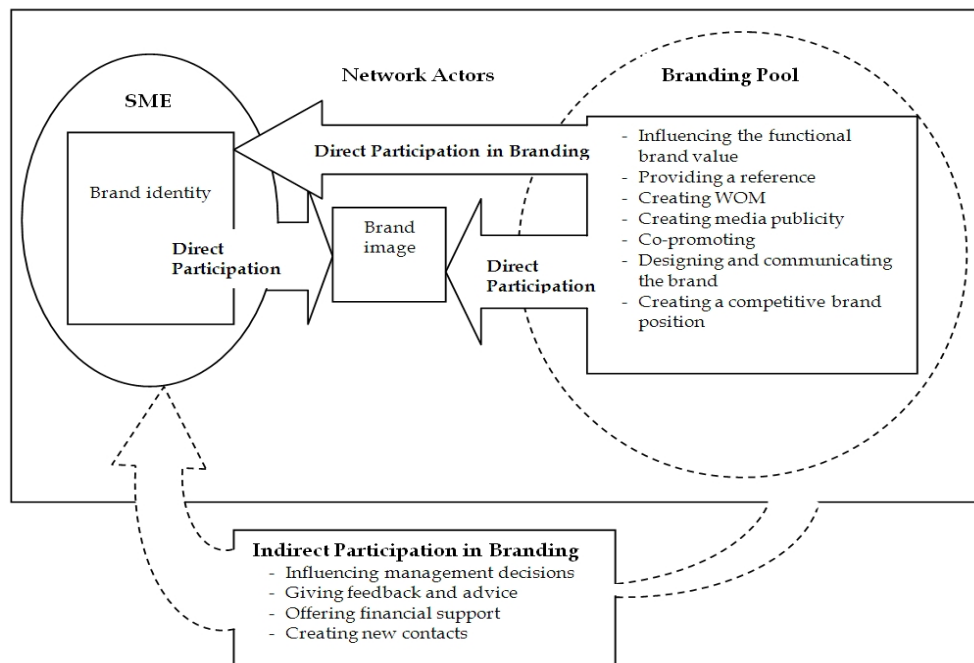 Network Actors
Branding Pool
SME
Brand identity
Direct Participation in Branding
Direct
Participation
Brand
image
Direct
Participation
- Influencing the functional
brand value
- Providing a reference
- Creating WOM
- Creating media publicity
- Co-promoting
- Designing and communicating
the brand
- Creating a competitive brand
position
Indirect Participation in Branding
- Influencing management decisions
- Giving feedback and advice
- Offering financial support
- Creating new contacts